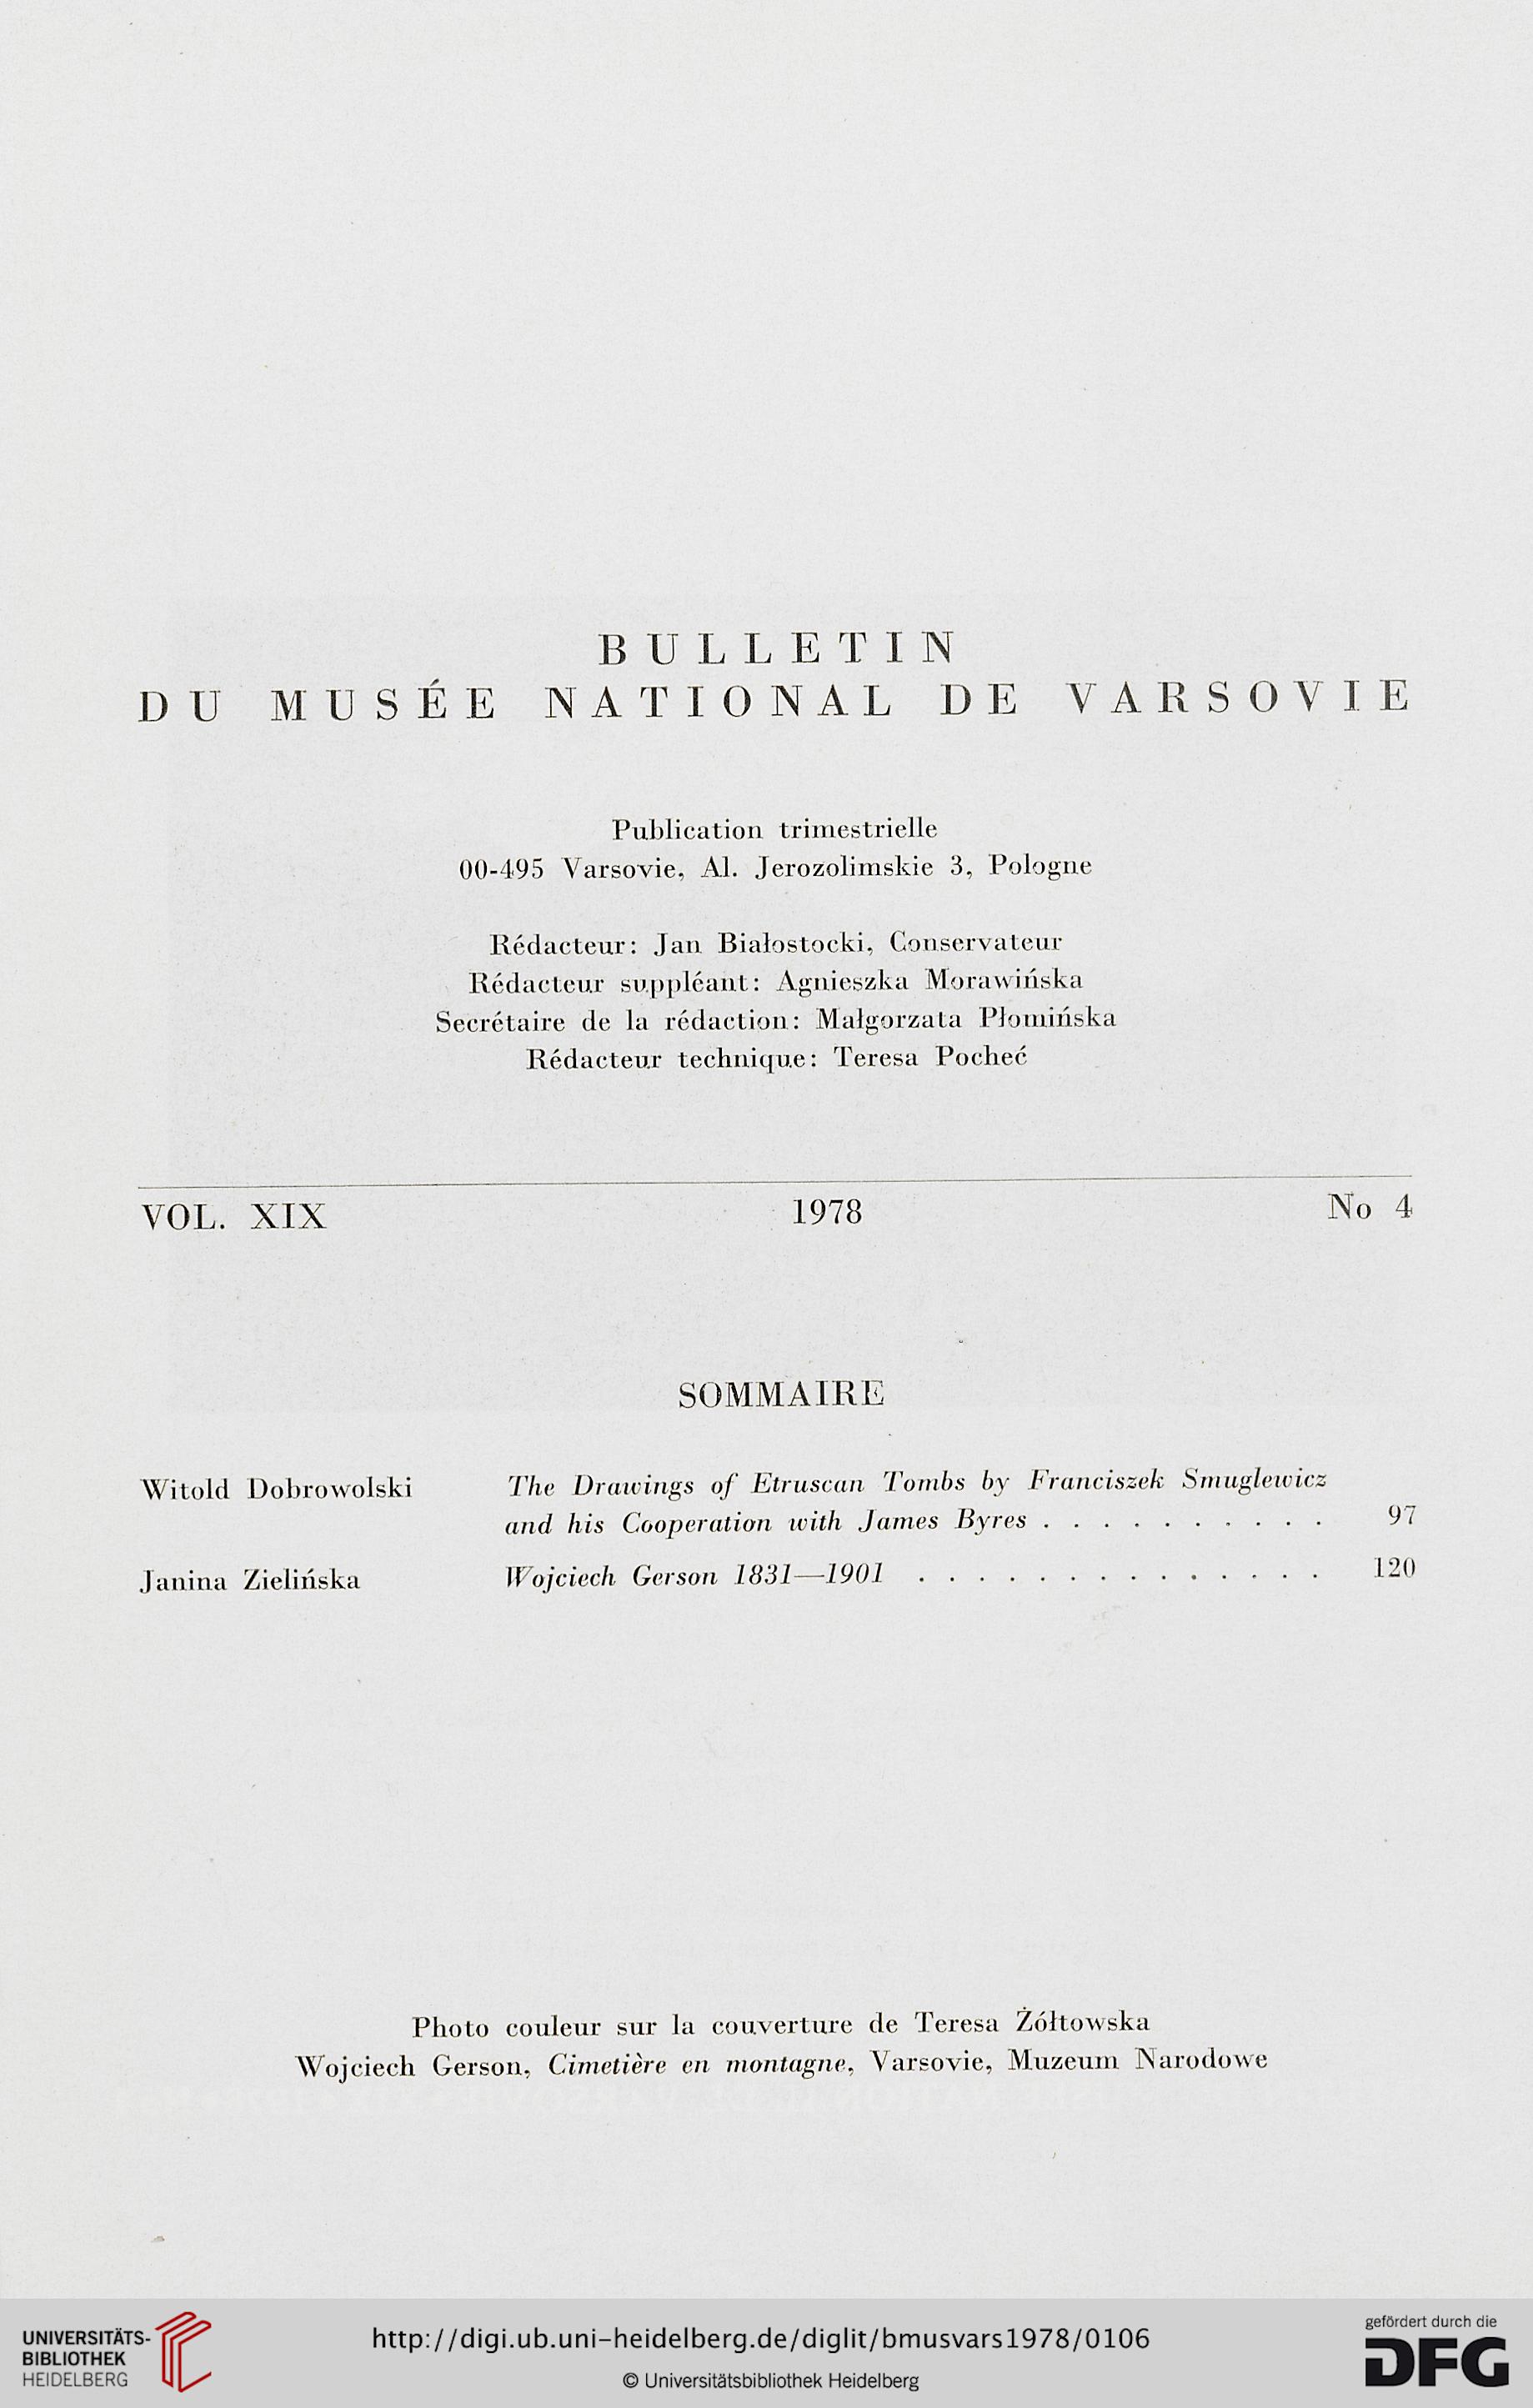 BULLETIN
DU MUSÉE NATIONAL DE VARSOVIE
Publication trimestrielle
00-495 Varsovie, Al. Jerozolimskie 3, Pologne
Rédacteur: Jan Białostocki, Conservateur
Rédacteur suppléant: Agnieszka Morawińska
Secrétaire de la rédaction: Małgorzata Płomińska
Rédacteur technique: Teresa Pocheć
VOL. XIX 1978 No 4
SOMMAIRE
Witold Dobrowolski The Drawings of Etruscan Tombs by Franciszek Smuglewicz
and his Cooperation with James Byres . . . . . . . . . . 97
Janina Zielińska Wojciech Gerson 1831—1901 . . . . . . . . . . . . . . 120
Photo couleur sur la couverture de Teresa Żółtowska
Wojciech Gerson, Cimetière en montagne, Varsovie, Muzeum Narodowe
UNIVERSITÄTS-
BIBLIOTHEK
HEIDELBERG
http://digi.ub.uni-heidelberg.de/diglit/bmusvars1978/0106
© Universitätsbibliothek Heidelberg
gefördert durch die
DFG